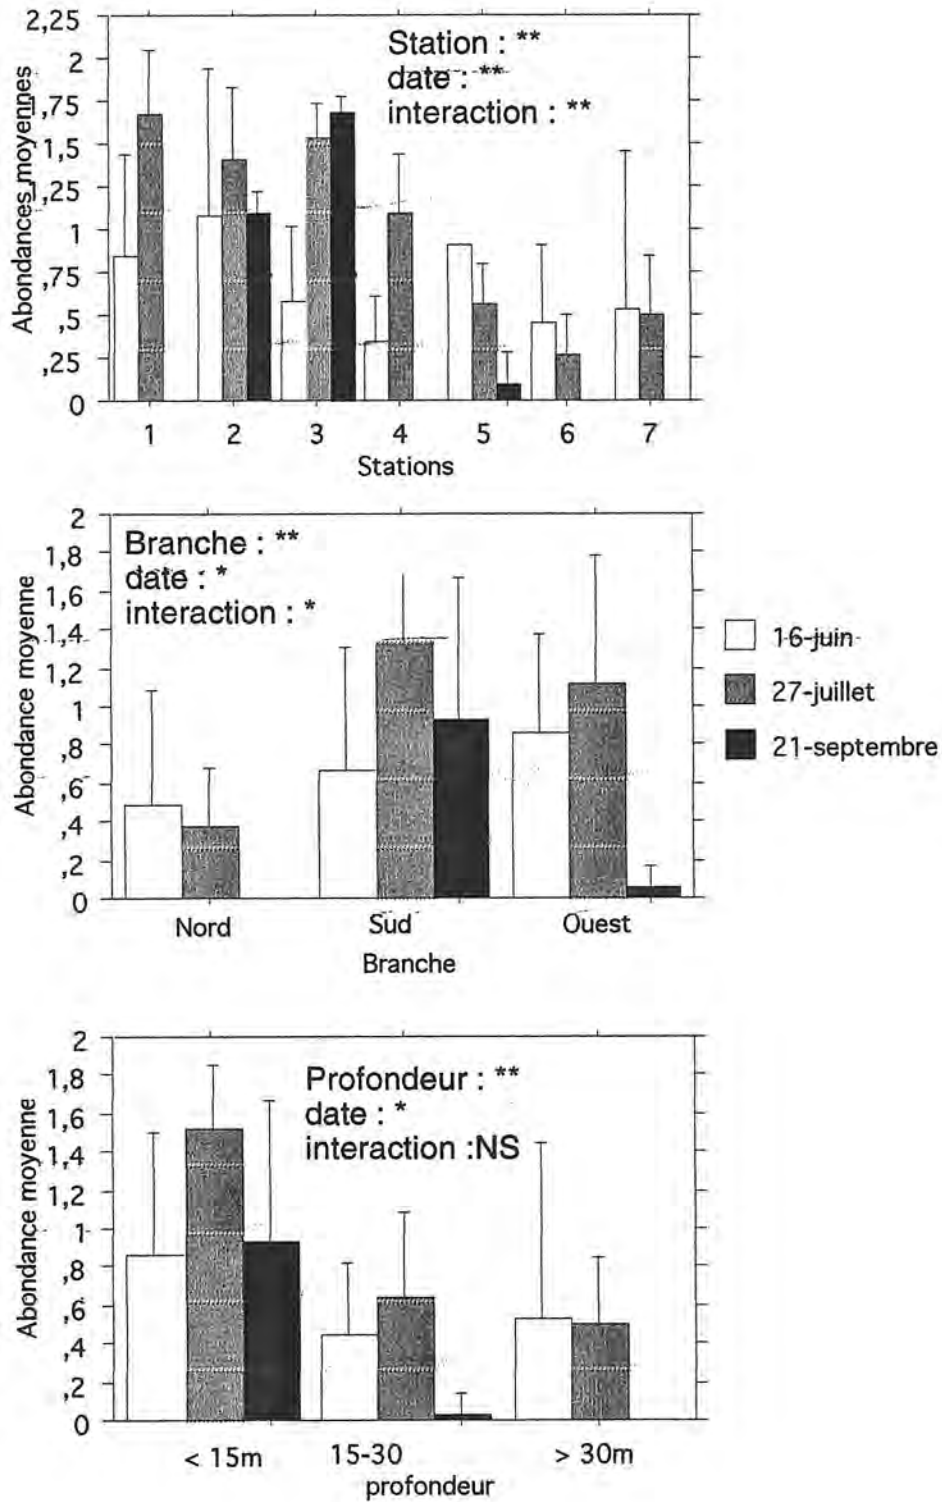 2,25
2
1,75
1,5
1,25
1
,75
,5
,25
0
Abondances moyennes
Station : **
date : **
interaction : **
1 2 3 4 5 6 7
Stations
2
1,8
1,6
1,4
1,2
1
,8
,6
,4
,2
0
Abondance moyenne
Branche : **
date : *
interaction : *
Nord Sud Ouest
Branche
16-juin
27-juillet
21-septembre
2
1,8
1,6
1,4
1,2
1
,8
,6
,4
,2
0
Abondance moyenne
Profondeur : **
date : *
interaction :NS
< 15m 15-30 > 30m
profondeur